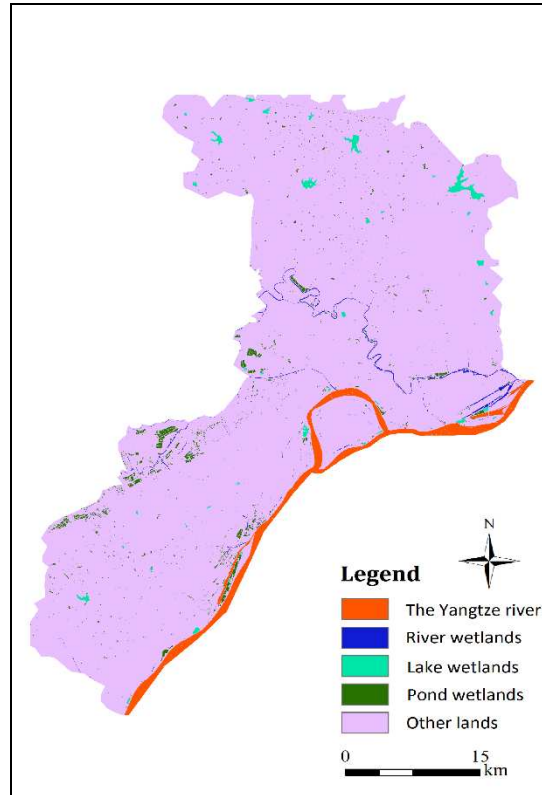 N
Legend
The Yangtze river
River wetlands
Lake wetlands
Pond wetlands
Other lands
0 15
km